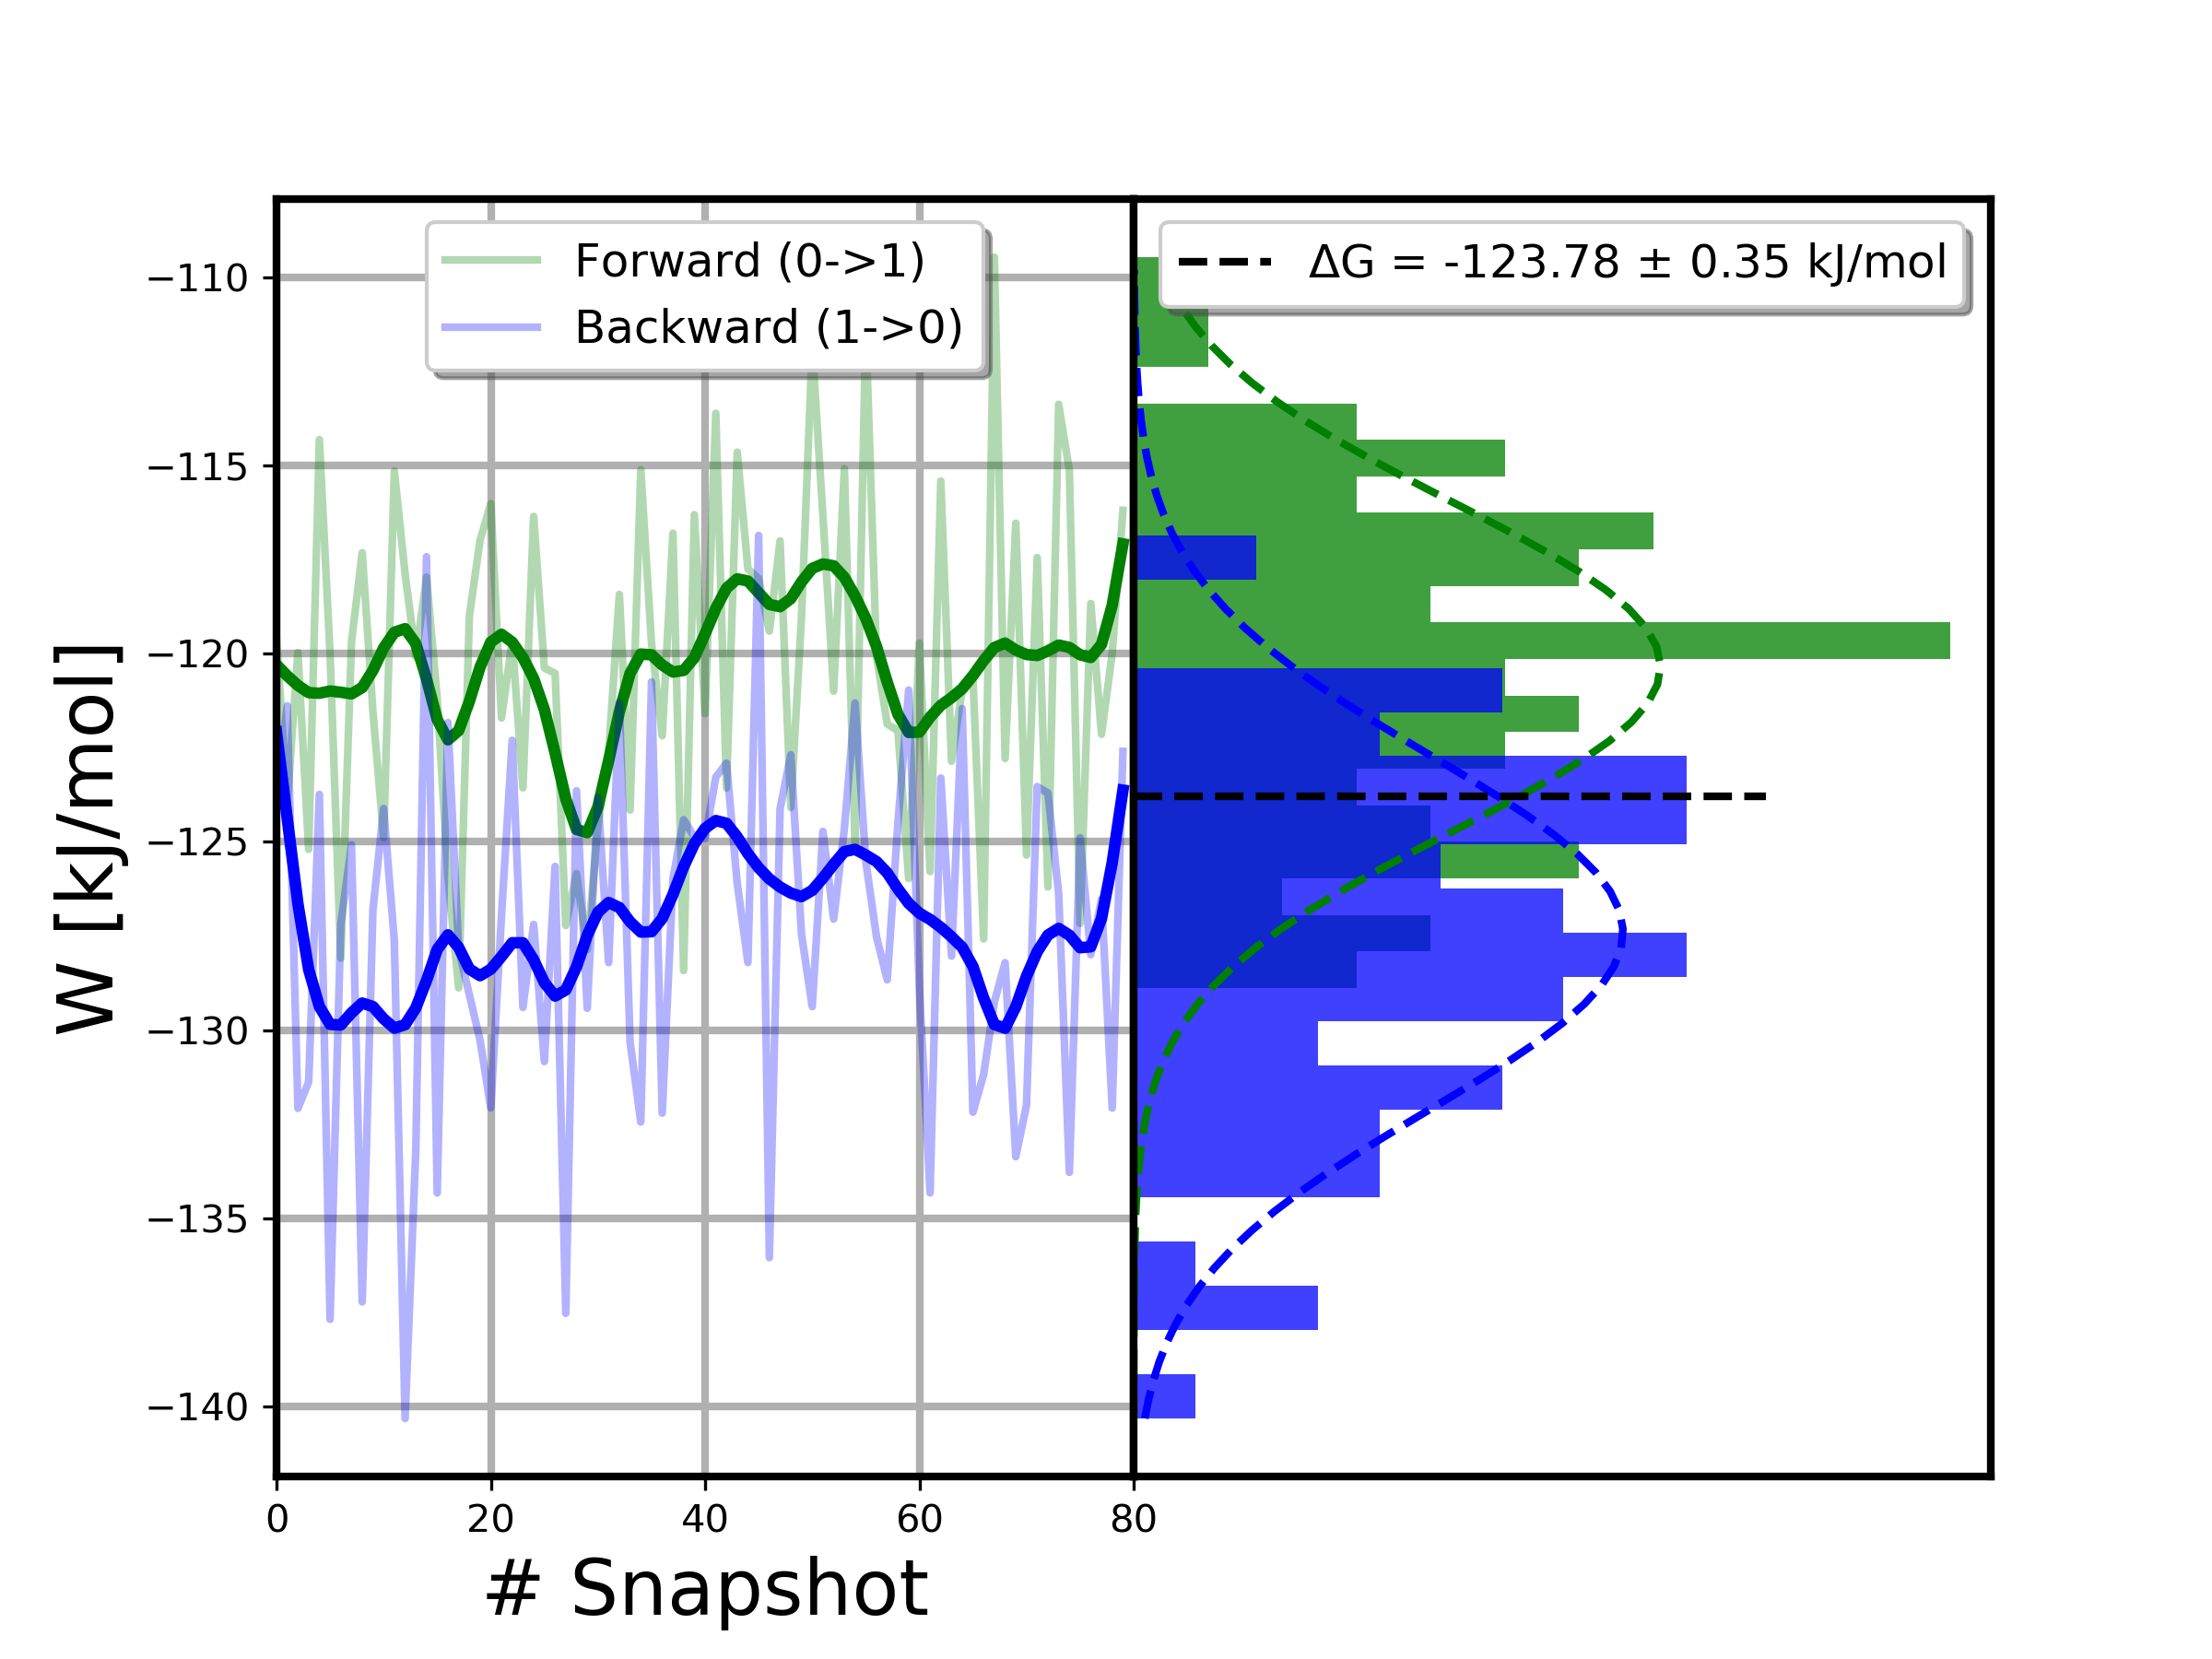 Forward (0->1)
Backward (1->0)
ΔG = -123.78 ± 0.35 kJ/mol
W [kJ/mol]
−110
−115
−120
−125
−130
−135
−140
0 20 40 60 80
# Snapshot